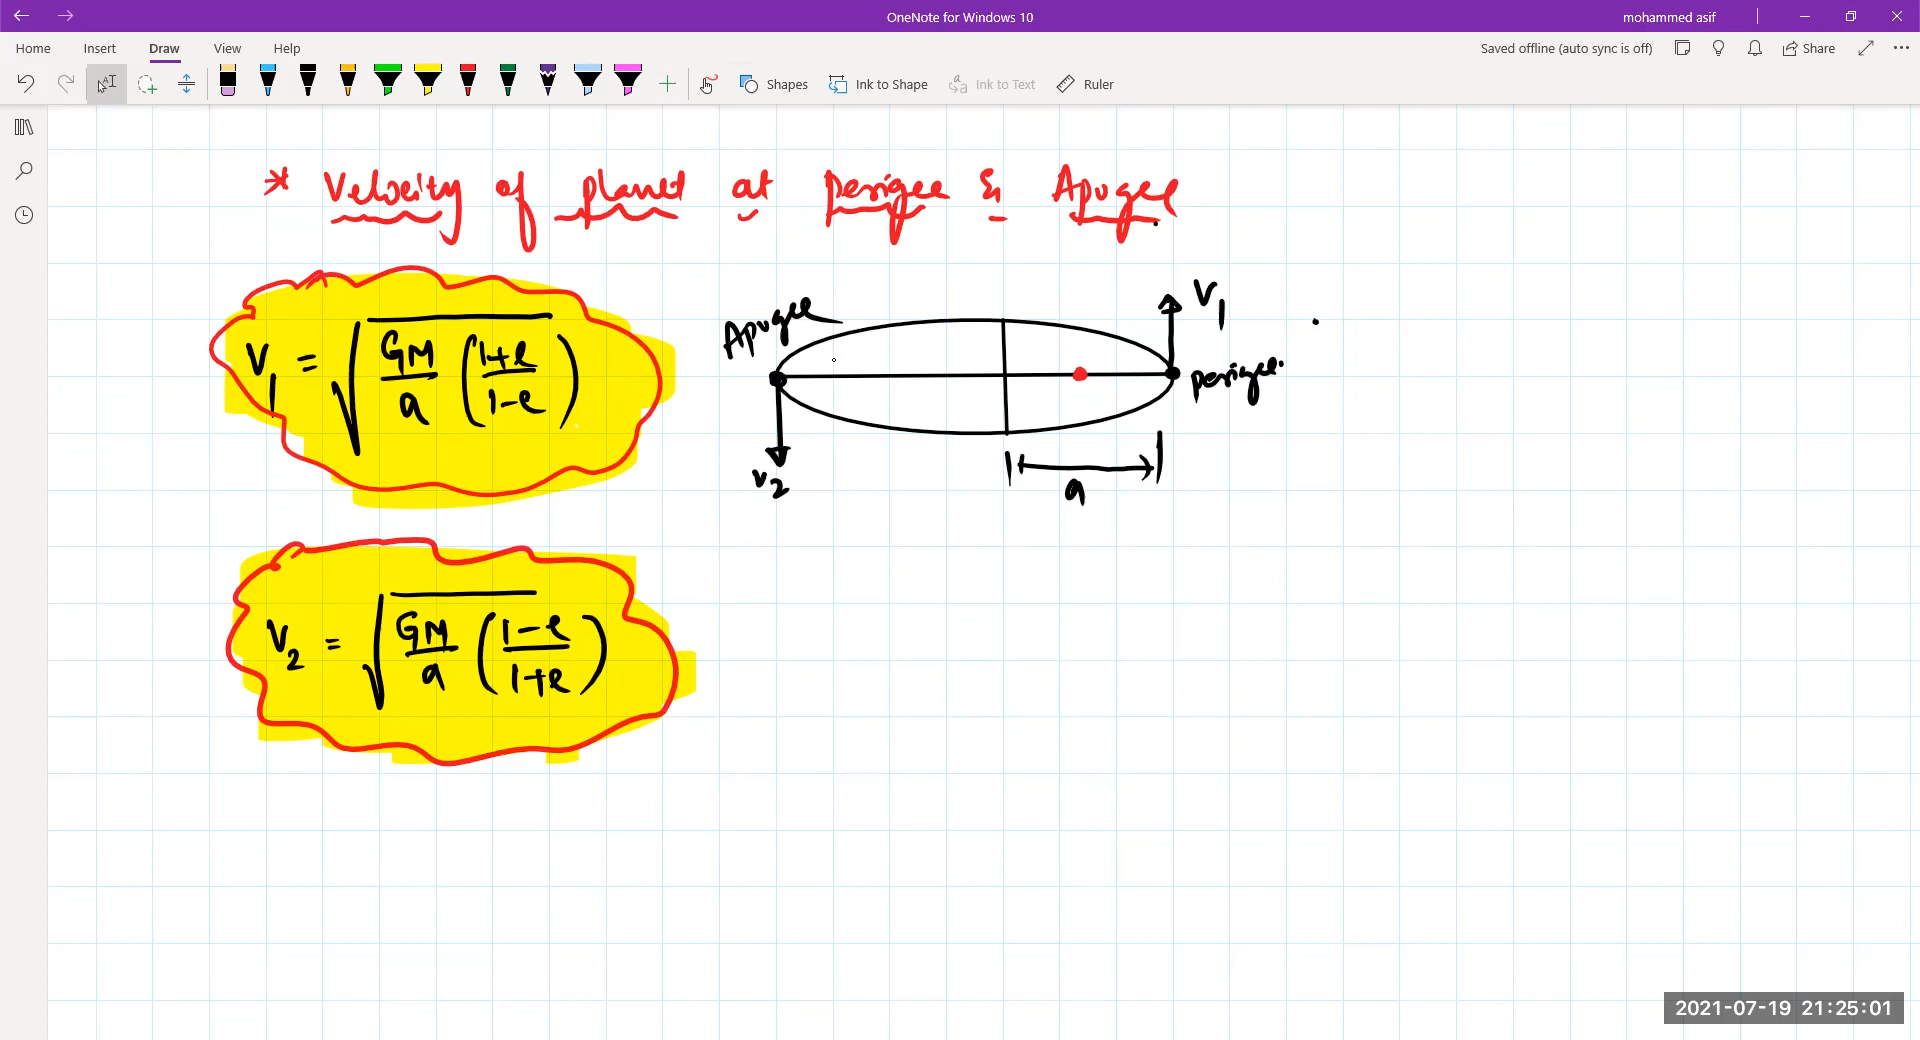 OneNote for Windows 10
mohammed asif
Home Insert Draw View Help
Saved offline (auto sync is off)
Share
Shapes
Ink to Shape
Ink to Text
Ruler
* Velocity of planet at perigee & Apogee
V₁ = √(GM/a (1+e/1-e))
Apogee
V₁
perigee.
V₂
a
V₂ = √(GM/a (1-e/1+e))
2021-07-19 21:25:01